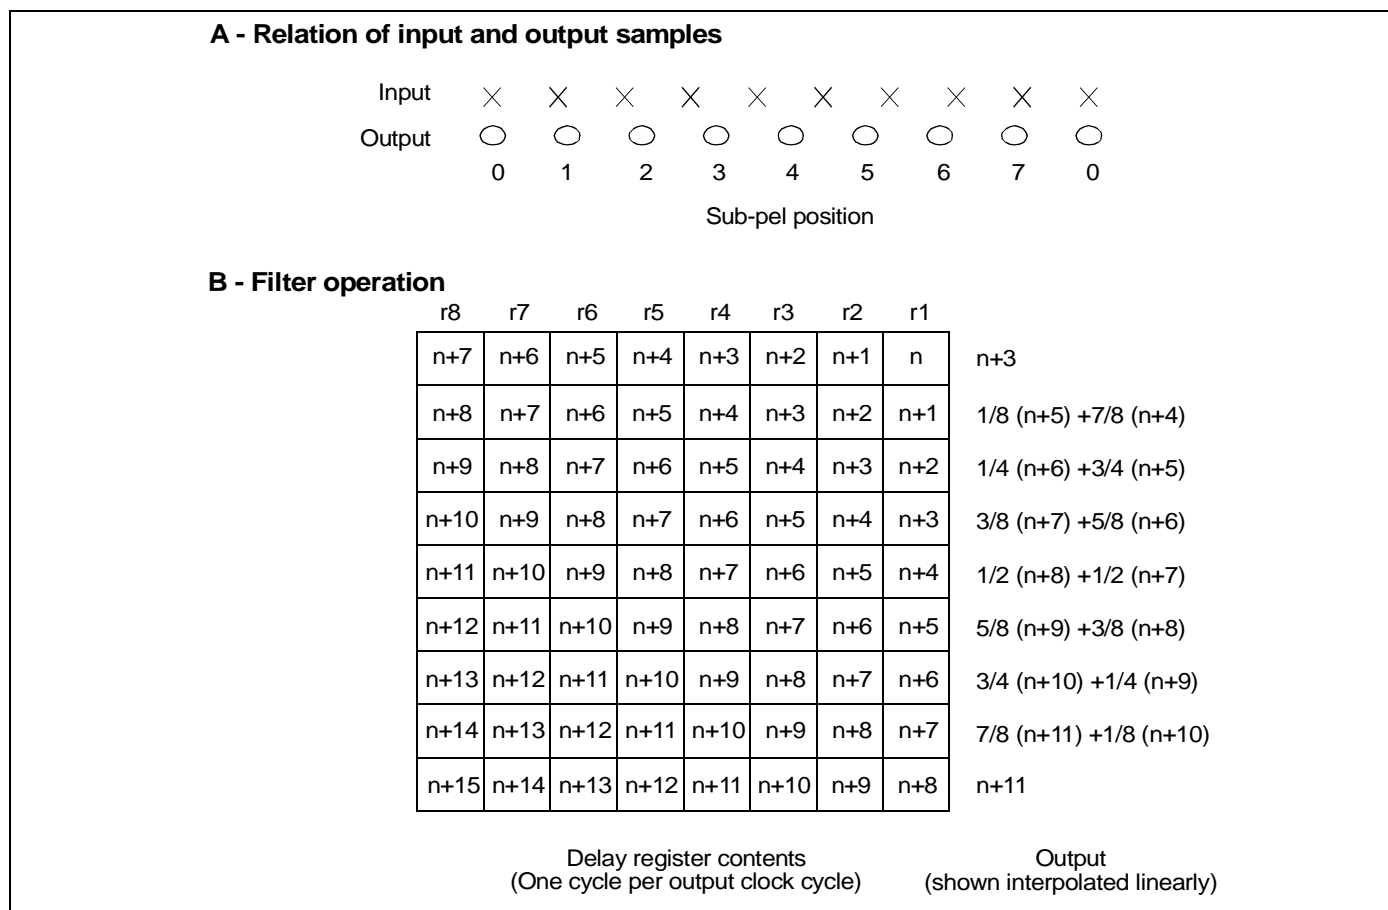 A - Relation of input and output samples
Input
Output
0 1 2 3 4 5 6 7 0
Sub-pel position
B - Filter operation
r8 r7 r6 r5 r4 r3 r2 r1
n+7 n+6 n+5 n+4 n+3 n+2 n+1 n n+3
n+8 n+7 n+6 n+5 n+4 n+3 n+2 n+1 1/8 (n+5) +7/8 (n+4)
n+9 n+8 n+7 n+6 n+5 n+4 n+3 n+2 1/4 (n+6) +3/4 (n+5)
n+10 n+9 n+8 n+7 n+6 n+5 n+4 n+3 3/8 (n+7) +5/8 (n+6)
n+11 n+10 n+9 n+8 n+7 n+6 n+5 n+4 1/2 (n+8) +1/2 (n+7)
n+12 n+11 n+10 n+9 n+8 n+7 n+6 n+5 5/8 (n+9) +3/8 (n+8)
n+13 n+12 n+11 n+10 n+9 n+8 n+7 n+6 3/4 (n+10) +1/4 (n+9)
n+14 n+13 n+12 n+11 n+10 n+9 n+8 n+7 7/8 (n+11) +1/8 (n+10)
n+15 n+14 n+13 n+12 n+11 n+10 n+9 n+8 n+11
Delay register contents
(One cycle per output clock cycle)
Output
(shown interpolated linearly)